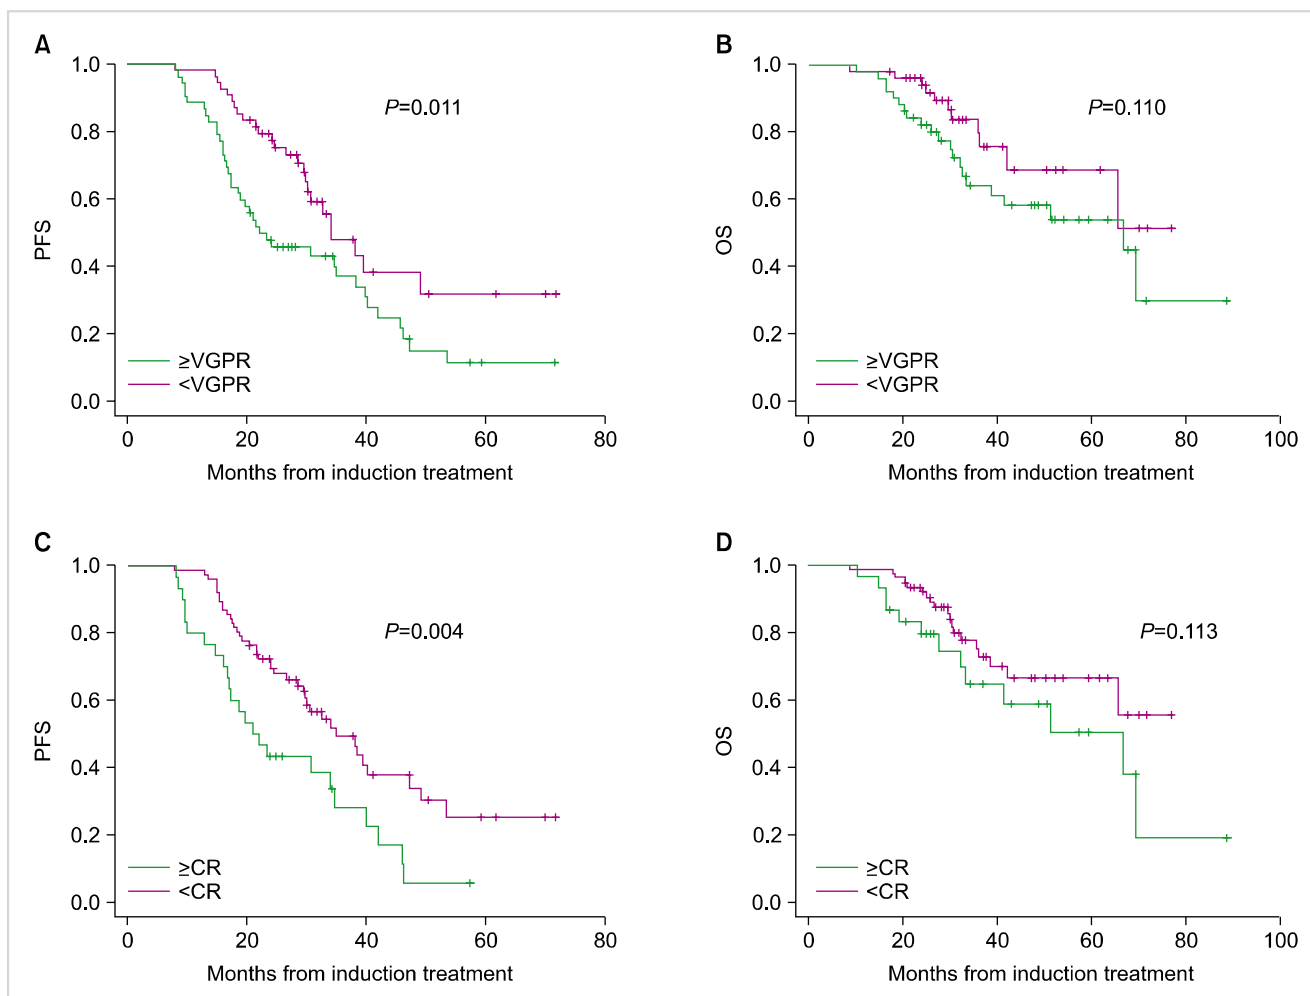 A
1.0
0.8
0.6
0.4
0.2
0.0
PFS
P=0.011
≥VGPR
<VGPR
0 20 40 60 80
Months from induction treatment
B
1.0
0.8
0.6
0.4
0.2
0.0
OS
P=0.110
≥VGPR
<VGPR
0 20 40 60 80 100
Months from induction treatment
C
1.0
0.8
0.6
0.4
0.2
0.0
PFS
P=0.004
≥CR
<CR
0 20 40 60 80
Months from induction treatment
D
1.0
0.8
0.6
0.4
0.2
0.0
OS
P=0.113
≥CR
<CR
0 20 40 60 80 100
Months from induction treatment